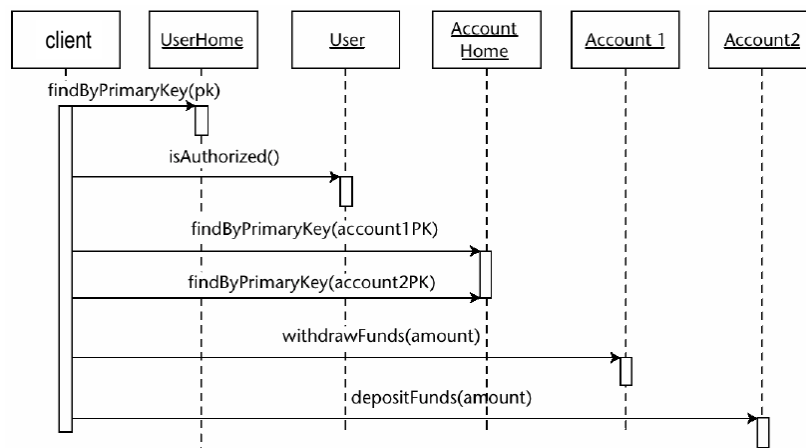 client
UserHome
User
Account
Home
Account 1
Account2
findByPrimaryKey(pk)
isAuthorized()
findByPrimaryKey(account1PK)
findByPrimaryKey(account2PK)
withdrawFunds(amount)
depositFunds(amount)